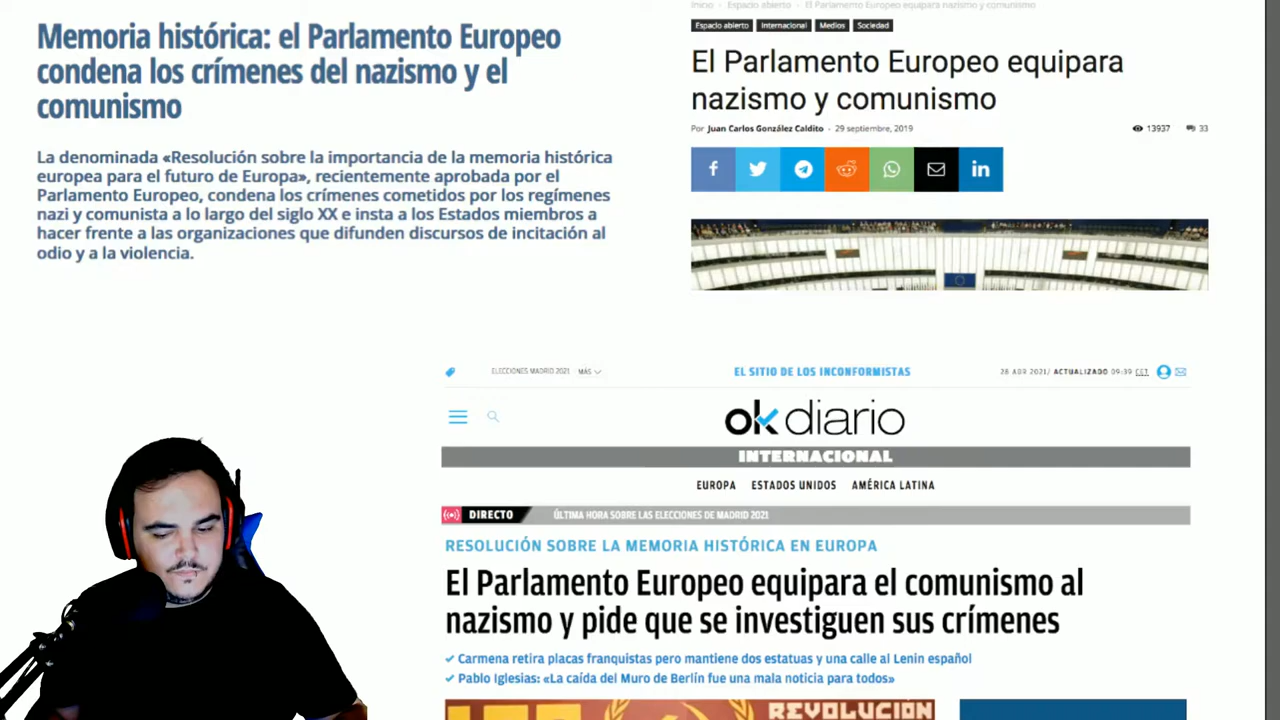 Memoria histórica: el Parlamento Europeo
condena los crímenes del nazismo y el
comunismo
La denominada «Resolución sobre la importancia de la memoria histórica
europea para el futuro de Europa», recientemente aprobada por el
Parlamento Europeo, condena los crímenes cometidos por los regímenes
nazi y comunista a lo largo del siglo XX e insta a los Estados miembros a
hacer frente a las organizaciones que difunden discursos de incitación al
odio y a la violencia.
Inicio › Espacio abierto › El Parlamento Europeo equipara nazismo y comunismo
Espacio abierto Internacional Medios Sociedad
El Parlamento Europeo equipara
nazismo y comunismo
Por Juan Carlos González Caldito - 29 septiembre, 2019 13937 33
ELECCIONES MADRID 2021 MÁS EL SITIO DE LOS INCONFORMISTAS 28 ABR 2021/ ACTUALIZADO 09:39 CET
okdiario
INTERNACIONAL
EUROPA ESTADOS UNIDOS AMÉRICA LATINA
DIRECTO ÚLTIMA HORA SOBRE LAS ELECCIONES DE MADRID 2021
RESOLUCIÓN SOBRE LA MEMORIA HISTÓRICA EN EUROPA
El Parlamento Europeo equipara el comunismo al
nazismo y pide que se investiguen sus crímenes
Carmena retira placas franquistas pero mantiene dos estatuas y una calle al Lenin español
Pablo Iglesias: «La caída del Muro de Berlín fue una mala noticia para todos»
REVOLUCIÓN